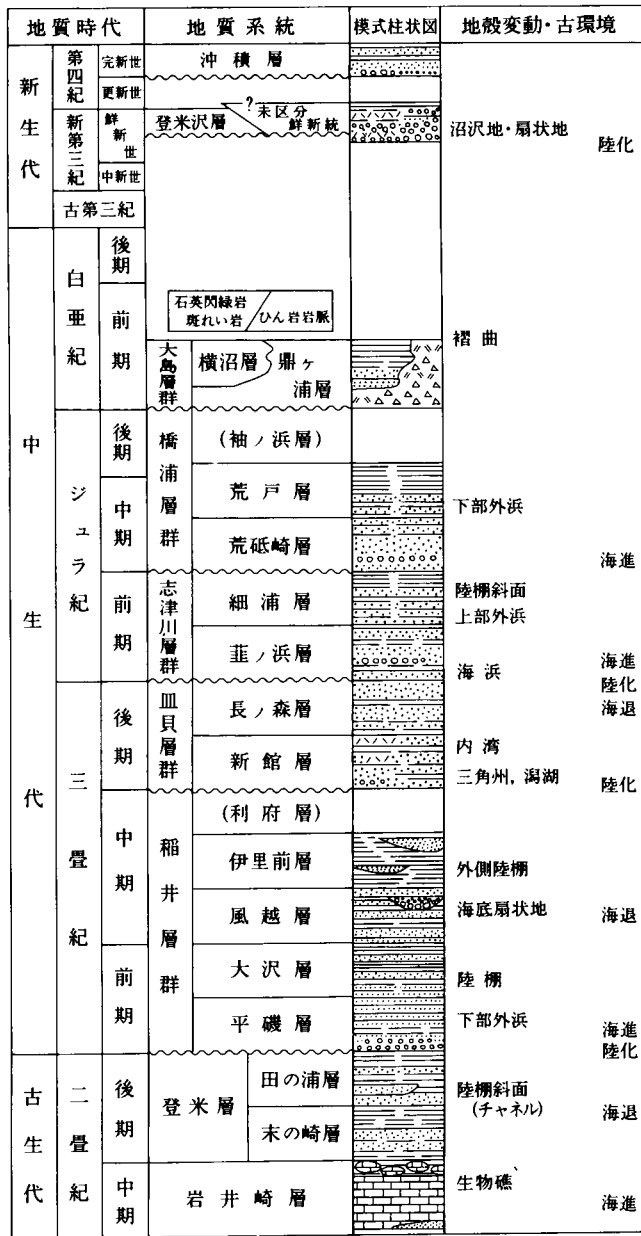 地質時代 地質系統 模式柱状図 地殻変動・古環境
新生代
第四紀
完新世
更新世
沖積層
新第三紀
鮮新世
中新世
登米沢層
?
未区分
鮮新統
沼沢地・扇状地
陸化
古第三紀
中生代
白亜紀
後期
前期
石英閃緑岩
斑れい岩
ひん岩岩脈
褶曲
大島層群
横沼層
鼎ヶ浦層
ジュラ紀
後期
中期
前期
橋浦層群
(袖ノ浜層)
荒戸層
下部外浜
荒砥崎層
海進
志津川層群
細浦層
陸棚斜面
上部外浜
韮ノ浜層
海浜
海進
陸化
三畳紀
後期
中期
前期
皿貝層群
長ノ森層
海退
内湾
新館層
三角州,潟湖
陸化
稲井層群
(利府層)
伊里前層
外側陸棚
風越層
海底扇状地
海退
大沢層
陸棚
平磯層
下部外浜
海進
陸化
古生代
二畳紀
後期
中期
登米層
田の浦層
陸棚斜面
(チャネル)
海退
末の崎層
岩井崎層
生物礁
海進